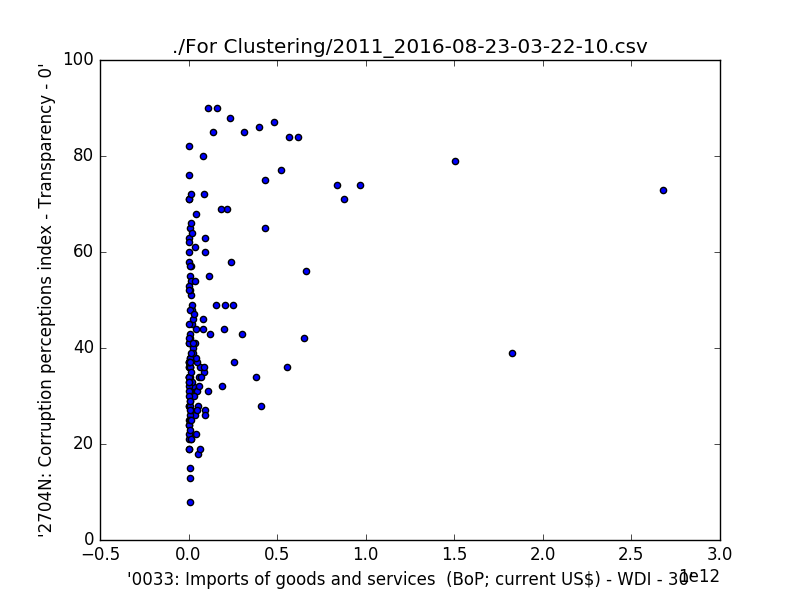 ./For Clustering/2011_2016-08-23-03-22-10.csv
'2704N: Corruption perceptions index - Transparency - 0'
100
80
60
40
20
0
−0.5 0.0 0.5 1.0 1.5 2.0 2.5 3.0
1e12
'0033: Imports of goods and services (BoP; current US$) - WDI - 30'